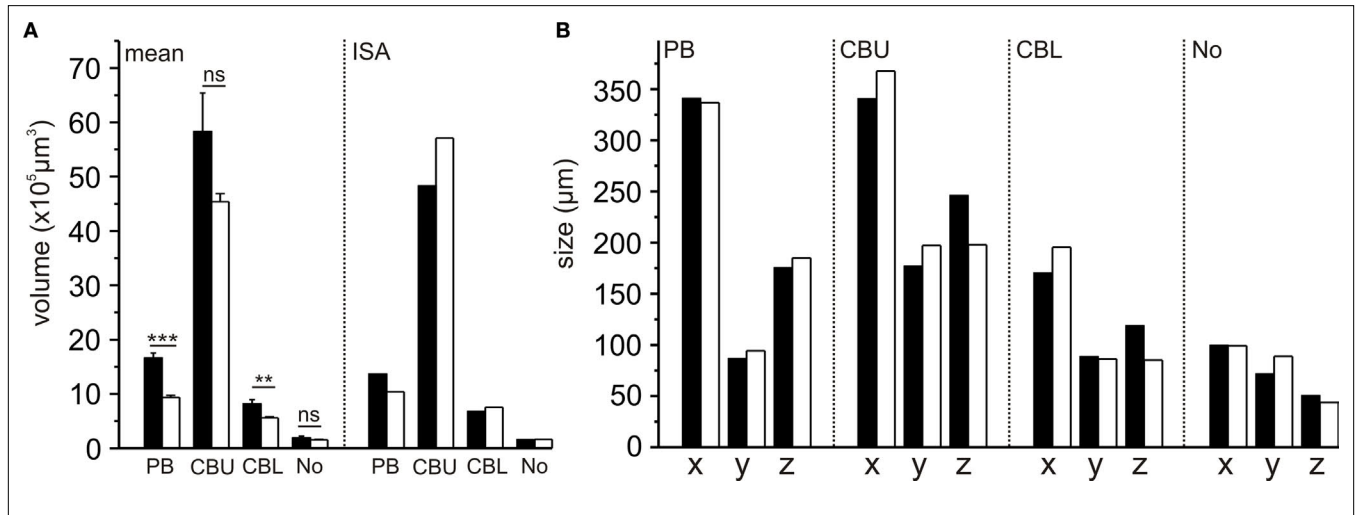 A
mean
ISA
volume (x10⁵µm³)
70
60
50
40
30
20
10
0
ns
***
**
ns
PB CBU CBL No
PB CBU CBL No
B
PB
CBU
CBL
No
size (µm)
350
300
250
200
150
100
50
0
x y z
x y z
x y z
x y z